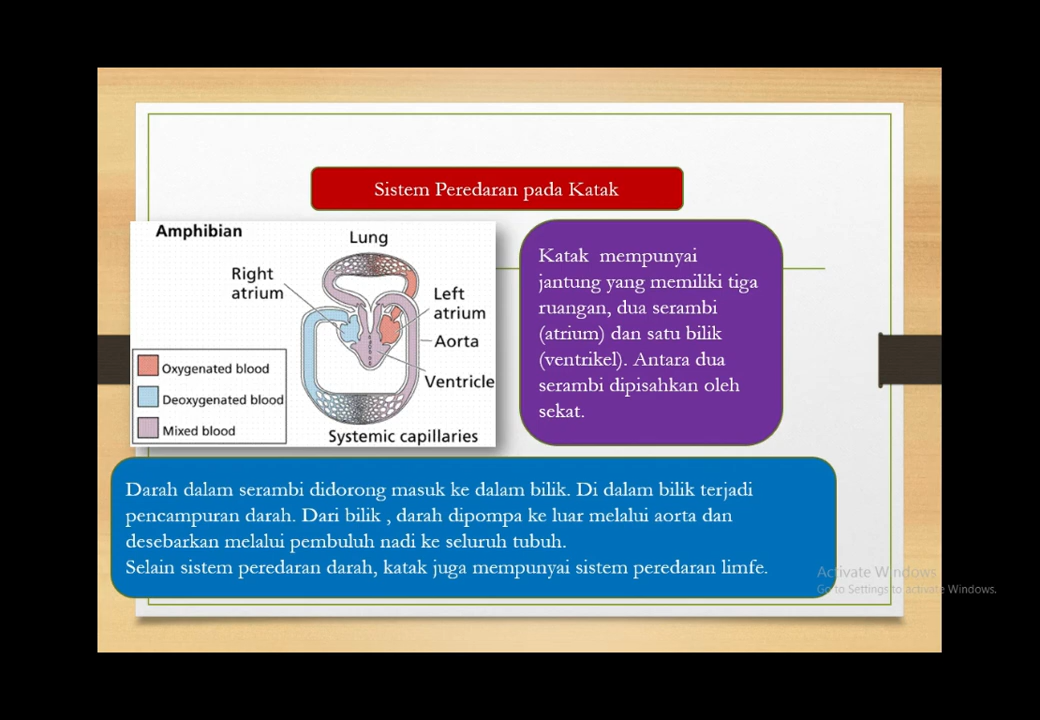 Sistem Peredaran pada Katak
Amphibian
Lung
Right
atrium
Left
atrium
Aorta
Ventricle
Oxygenated blood
Deoxygenated blood
Mixed blood
Systemic capillaries
Katak mempunyai
jantung yang memiliki tiga
ruangan, dua serambi
(atrium) dan satu bilik
(ventrikel). Antara dua
serambi dipisahkan oleh
sekat.
Darah dalam serambi didorong masuk ke dalam bilik. Di dalam bilik terjadi
pencampuran darah. Dari bilik , darah dipompa ke luar melalui aorta dan
desebarkan melalui pembuluh nadi ke seluruh tubuh.
Selain sistem peredaran darah, katak juga mempunyai sistem peredaran limfe.
Activate Windows
Go to Settings to activate Windows.